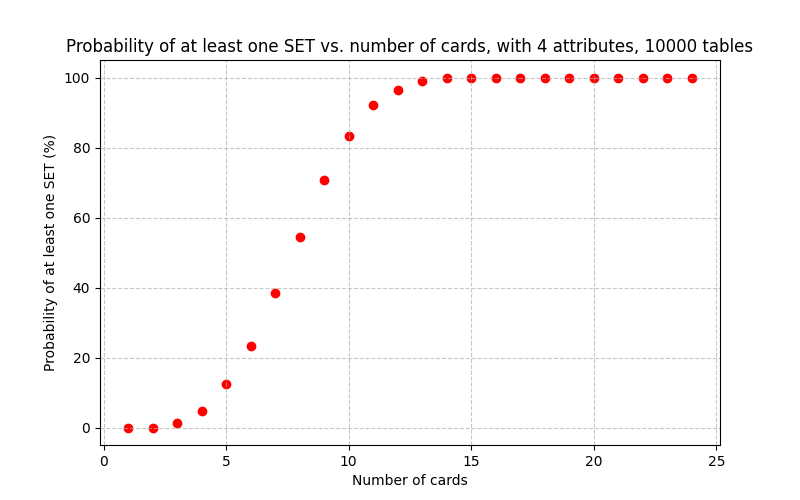 Probability of at least one SET vs. number of cards, with 4 attributes, 10000 tables
100
80
60
40
20
0
Probability of at least one SET (%)
0 5 10 15 20 25
Number of cards